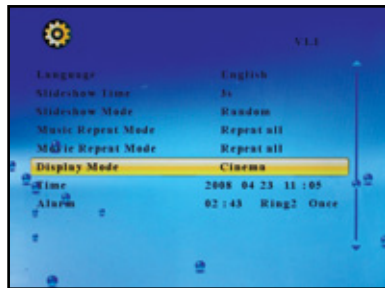 V1.1
Language English
Slideshow Time 3s
Slideshow Mode Random
Music Repeat Mode Repeat all
Movie Repeat Mode Repeat all
Display Mode Cinema
Time 2008 04 23 11 : 05
Alarm 02 : 43 Ring2 Once